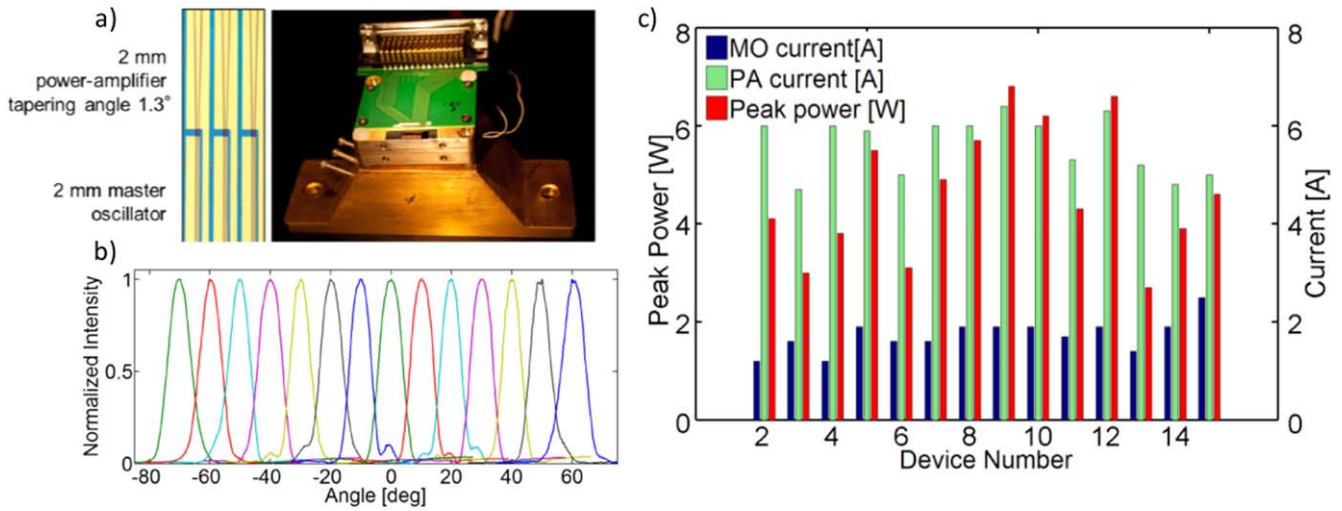 a)
2 mm
power-amplifier
tapering angle 1.3°
2 mm master
oscillator
b)
1
0.5
0
Normalized Intensity
-80 -60 -40 -20 0 20 40 60
Angle [deg]
c)
8
6
4
2
0
Peak Power [W]
MO current[A]
PA current [A]
Peak power [W]
8
6
4
2
0
Current [A]
2 4 6 8 10 12 14
Device Number